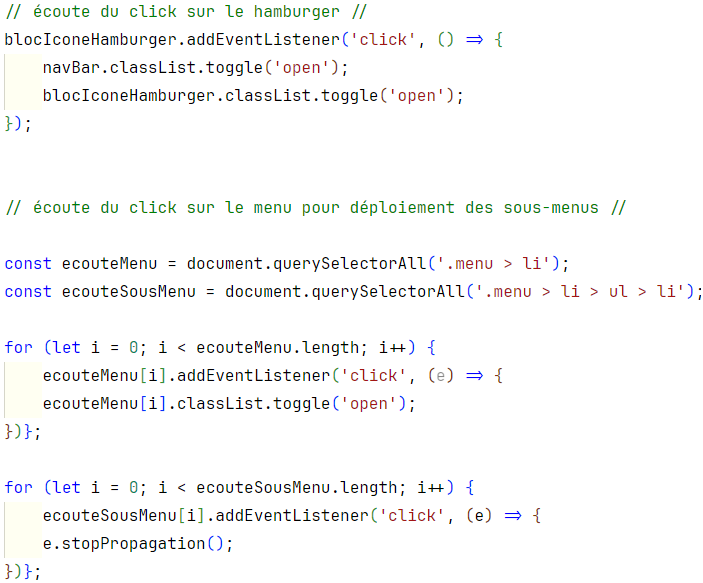 // écoute du click sur le hamburger //
blocIconeHamburger.addEventListener('click', () => {
    navBar.classList.toggle('open');
    blocIconeHamburger.classList.toggle('open');
});
// écoute du click sur le menu pour déploiement des sous-menus //
const ecouteMenu = document.querySelectorAll('.menu > li');
const ecouteSousMenu = document.querySelectorAll('.menu > li > ul > li');
for (let i = 0; i < ecouteMenu.length; i++) {
    ecouteMenu[i].addEventListener('click', (e) => {
    ecouteMenu[i].classList.toggle('open');
})};
for (let i = 0; i < ecouteSousMenu.length; i++) {
    ecouteSousMenu[i].addEventListener('click', (e) => {
    e.stopPropagation();
})};